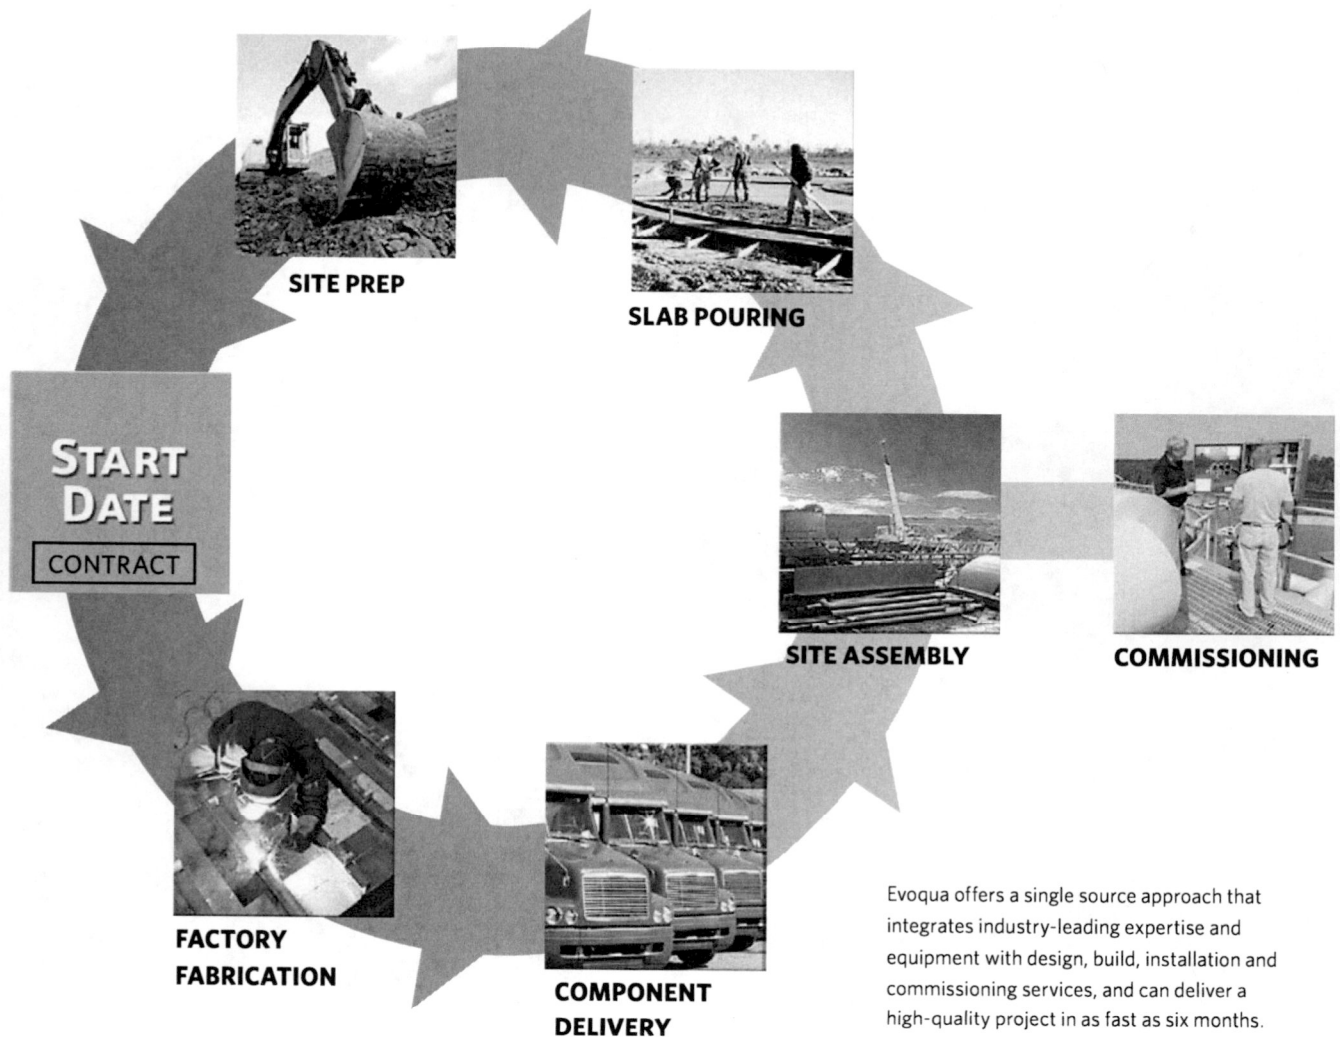 SITE PREP
SLAB POURING
START
DATE
CONTRACT
SITE ASSEMBLY
COMMISSIONING
FACTORY
FABRICATION
COMPONENT
DELIVERY
Evoqua offers a single source approach that
integrates industry-leading expertise and
equipment with design, build, installation and
commissioning services, and can deliver a
high-quality project in as fast as six months.